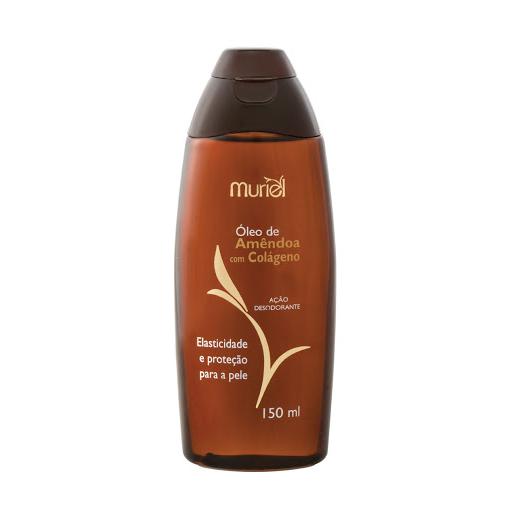 muriel
Óleo de
Amêndoa
com Colágeno
AÇÃO
DESODORANTE
Elasticidade
e proteção
para a pele
150 ml